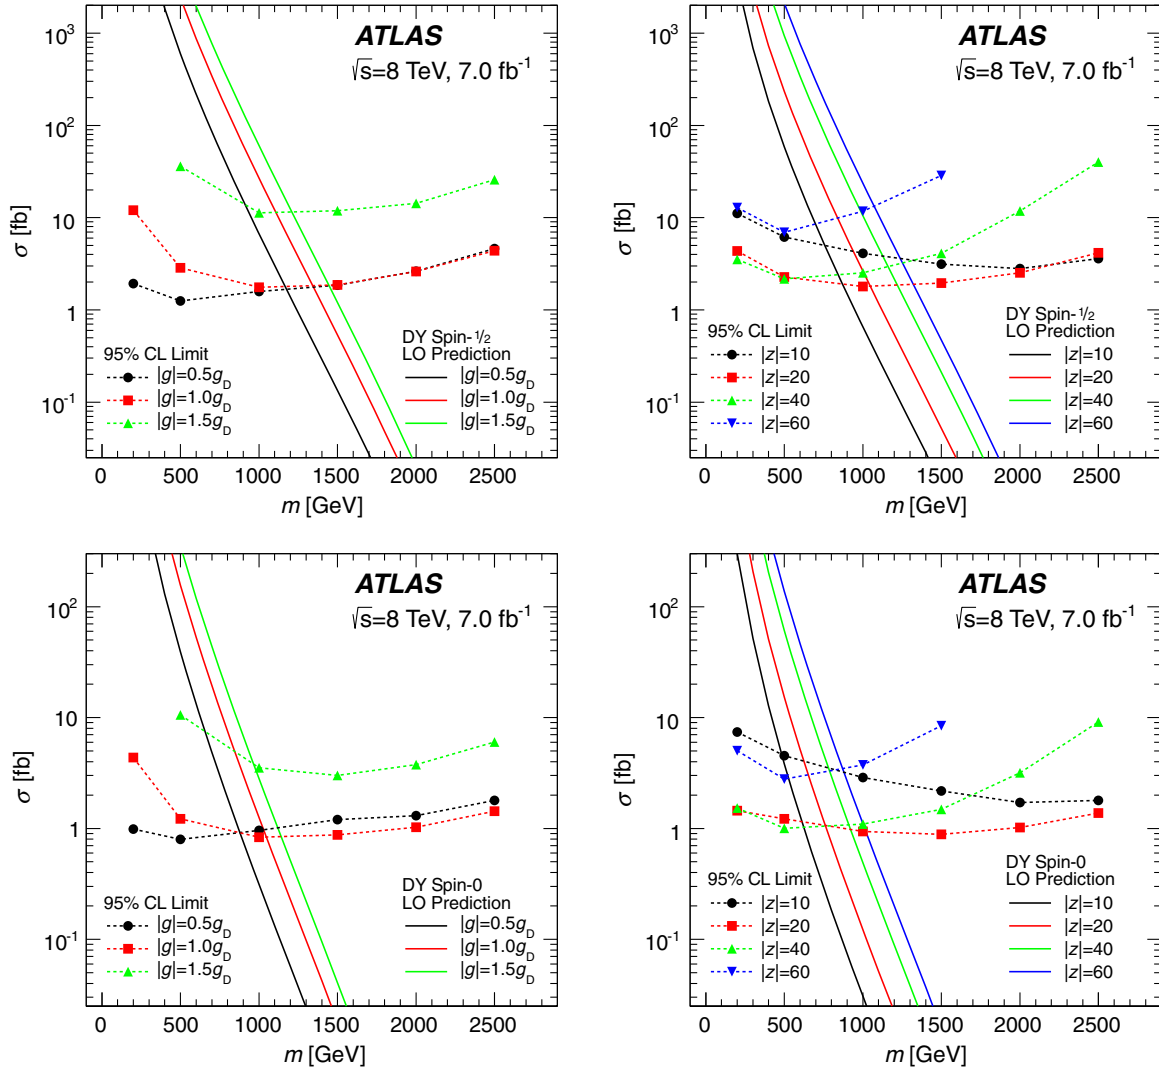 ATLAS
√s=8 TeV, 7.0 fb⁻¹
σ [fb]
10³
10²
10
1
10⁻¹
95% CL Limit
|g|=0.5g_D
|g|=1.0g_D
|g|=1.5g_D
DY Spin-½
LO Prediction
|g|=0.5g_D
|g|=1.0g_D
|g|=1.5g_D
0 500 1000 1500 2000 2500
m [GeV]
ATLAS
√s=8 TeV, 7.0 fb⁻¹
σ [fb]
10³
10²
10
1
10⁻¹
95% CL Limit
|z|=10
|z|=20
|z|=40
|z|=60
DY Spin-½
LO Prediction
|z|=10
|z|=20
|z|=40
|z|=60
0 500 1000 1500 2000 2500
m [GeV]
ATLAS
√s=8 TeV, 7.0 fb⁻¹
σ [fb]
10²
10
1
10⁻¹
95% CL Limit
|g|=0.5g_D
|g|=1.0g_D
|g|=1.5g_D
DY Spin-0
LO Prediction
|g|=0.5g_D
|g|=1.0g_D
|g|=1.5g_D
0 500 1000 1500 2000 2500
m [GeV]
ATLAS
√s=8 TeV, 7.0 fb⁻¹
σ [fb]
10²
10
1
10⁻¹
95% CL Limit
|z|=10
|z|=20
|z|=40
|z|=60
DY Spin-0
LO Prediction
|z|=10
|z|=20
|z|=40
|z|=60
0 500 1000 1500 2000 2500
m [GeV]